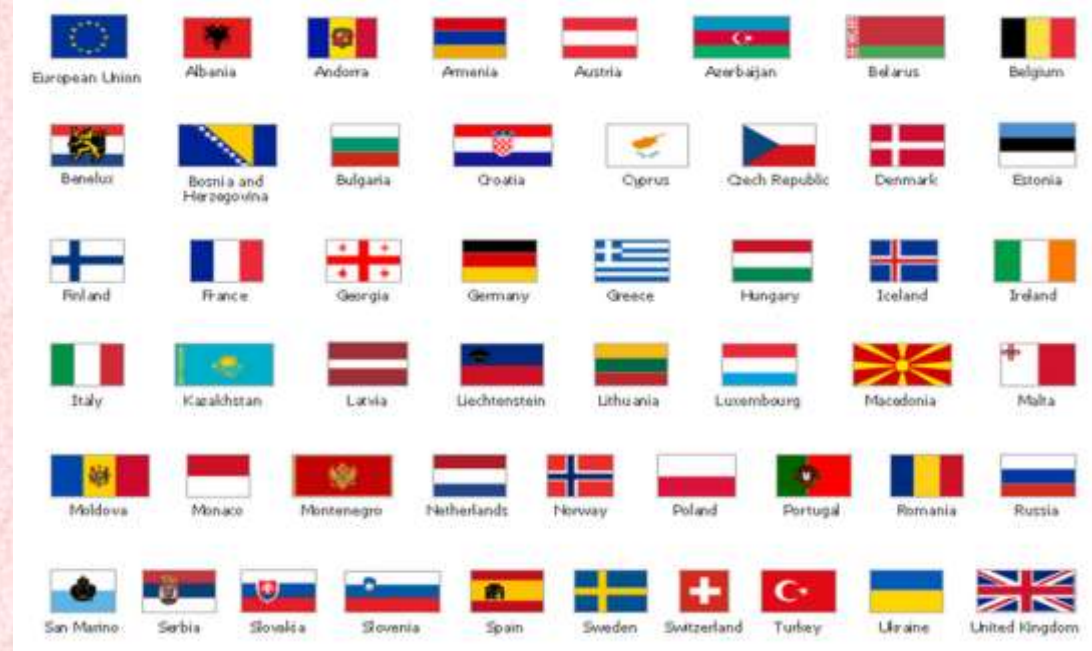 European Union Albania Andorra Armenia Austria Azerbaijan Belarus Belgium
Benelux Bosnia and Bulgaria Croatia Cyprus Czech Republic Denmark Estonia
Herzegovina
Finland France Georgia Germany Greece Hungary Iceland Ireland
Italy Kazakhstan Latvia Liechtenstein Lithuania Luxembourg Macedonia Malta
Moldova Monaco Montenegro Netherlands Norway Poland Portugal Romania Russia
San Marino Serbia Slovakia Slovenia Spain Sweden Switzerland Turkey Ukraine United Kingdom